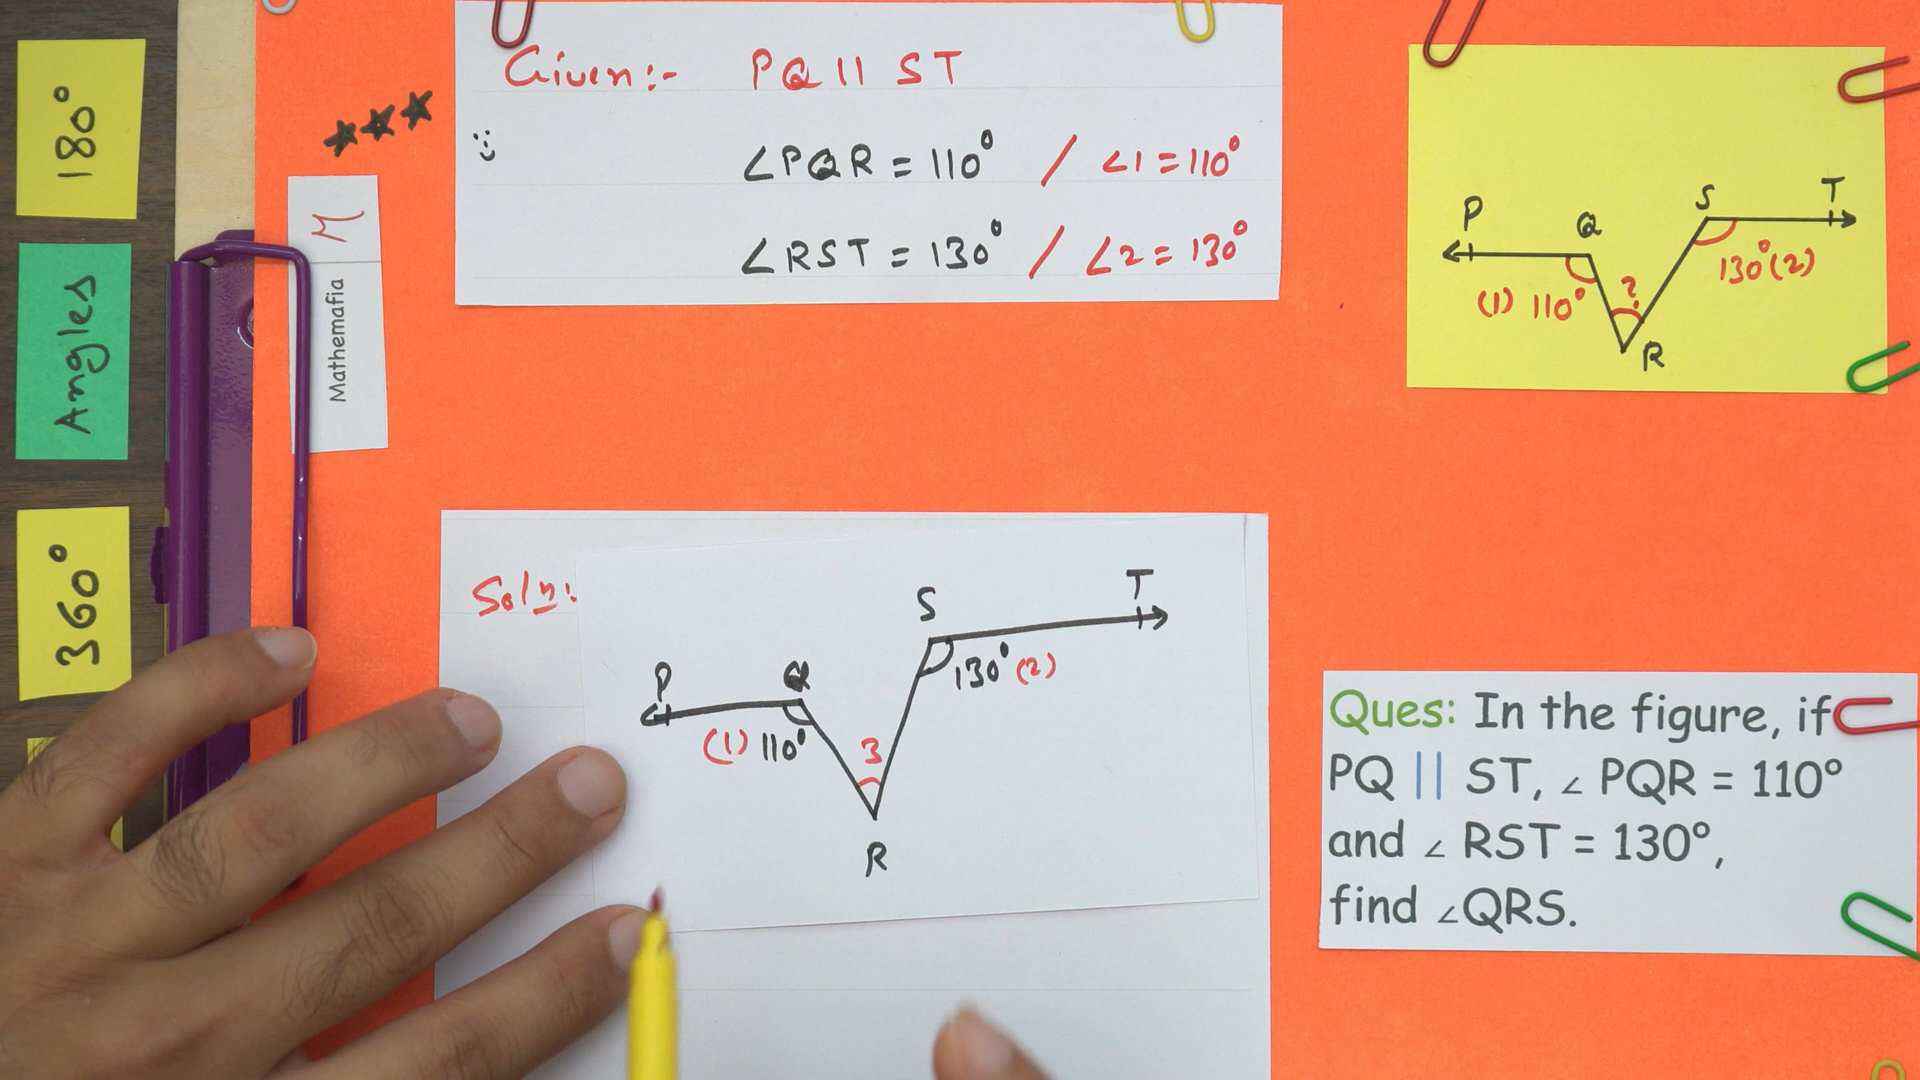 180°
Angles
360°
M
Mathemafia
Given:- PQ || ST
∠PQR = 110° / ∠1 = 110°
∠RST = 130° / ∠2 = 130°
P Q S T
(1) 110° ? 130° (2)
R
Soln:
S T
P Q 130° (2)
(1) 110° 3
R
Ques: In the figure, if
PQ || ST, ∠ PQR = 110°
and ∠ RST = 130°,
find ∠QRS.